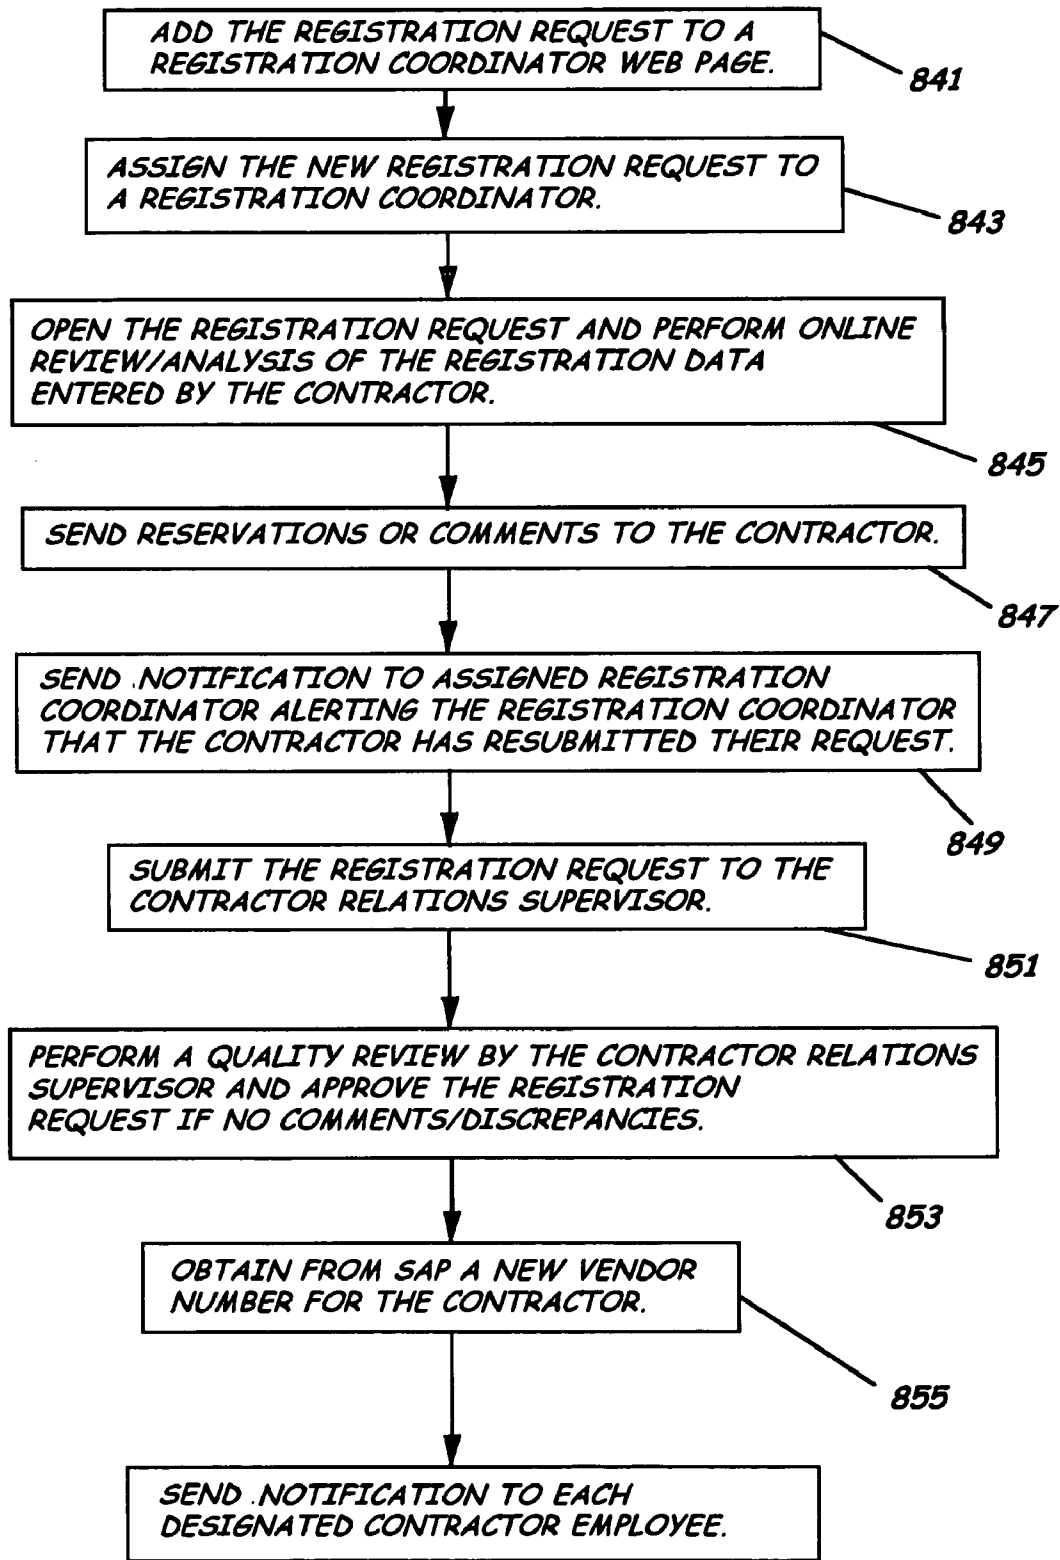 ADD THE REGISTRATION REQUEST TO A
REGISTRATION COORDINATOR WEB PAGE.
841
ASSIGN THE NEW REGISTRATION REQUEST TO
A REGISTRATION COORDINATOR.
843
OPEN THE REGISTRATION REQUEST AND PERFORM ONLINE
REVIEW/ANALYSIS OF THE REGISTRATION DATA
ENTERED BY THE CONTRACTOR.
845
SEND RESERVATIONS OR COMMENTS TO THE CONTRACTOR.
847
SEND NOTIFICATION TO ASSIGNED REGISTRATION
COORDINATOR ALERTING THE REGISTRATION COORDINATOR
THAT THE CONTRACTOR HAS RESUBMITTED THEIR REQUEST.
849
SUBMIT THE REGISTRATION REQUEST TO THE
CONTRACTOR RELATIONS SUPERVISOR.
851
PERFORM A QUALITY REVIEW BY THE CONTRACTOR RELATIONS
SUPERVISOR AND APPROVE THE REGISTRATION
REQUEST IF NO COMMENTS/DISCREPANCIES.
853
OBTAIN FROM SAP A NEW VENDOR
NUMBER FOR THE CONTRACTOR.
855
SEND NOTIFICATION TO EACH
DESIGNATED CONTRACTOR EMPLOYEE.